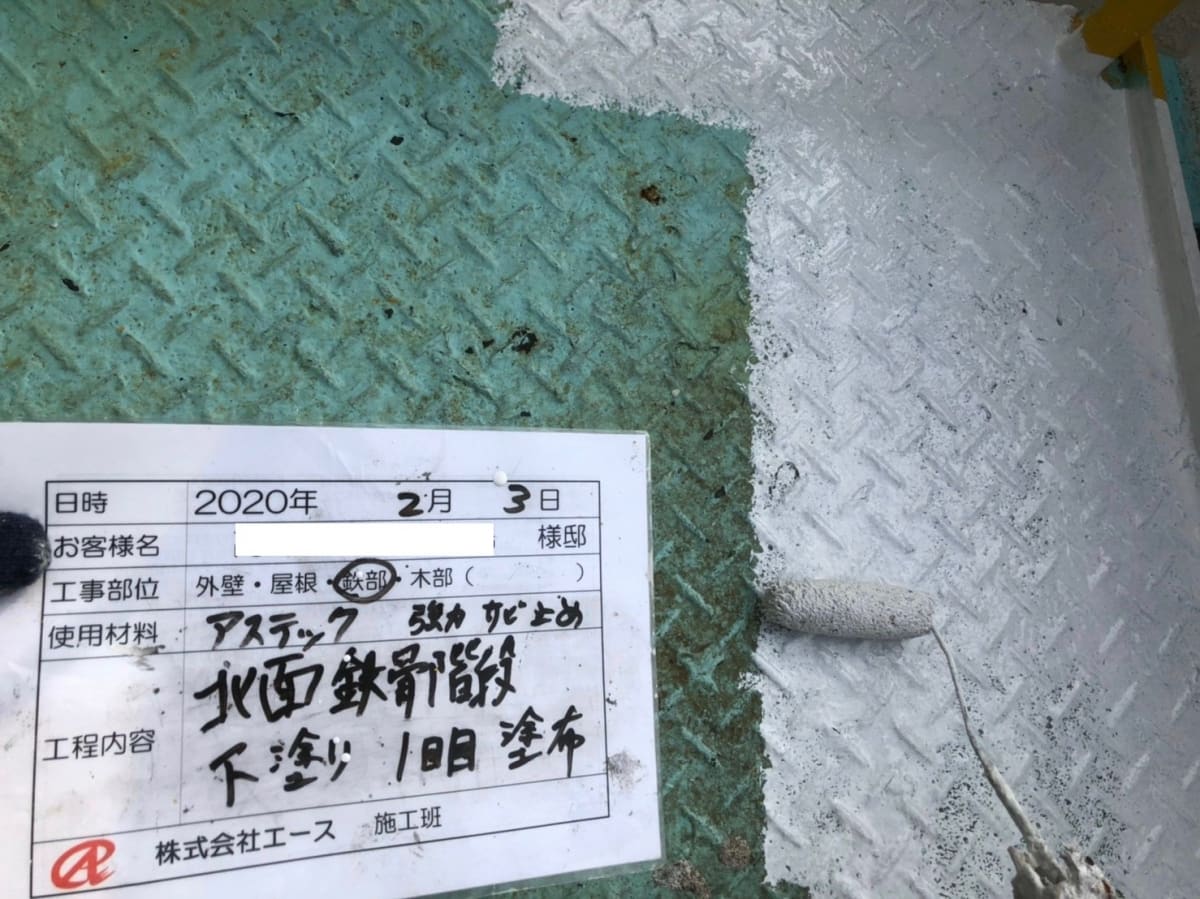 日時 2020年 2月 3日
お客様名 様邸
工事部位 外壁・屋根・鉄部・木部( )
使用材料 アステック 強力 サビ止め
工程内容 北面 鉄骨階段
下塗り 1日目 塗布
株式会社エース 施工班